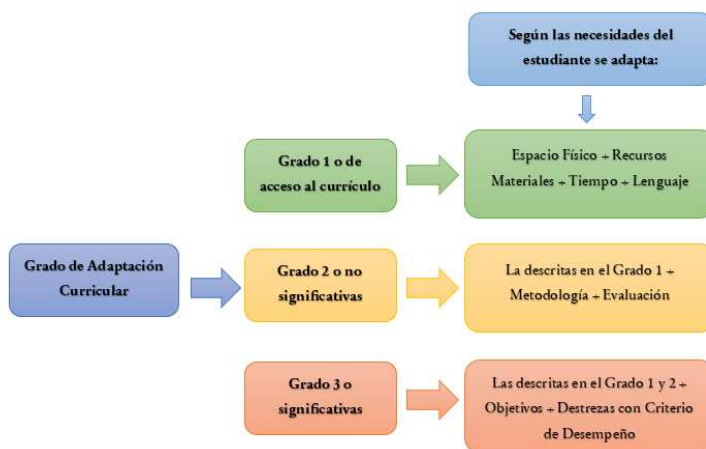 Según las necesidades del
estudiante se adapta:
Grado 1 o de
acceso al currículo
Espacio Físico + Recursos
Materiales + Tiempo + Lenguaje
Grado de Adaptación
Curricular
Grado 2 o no
significativas
La descritas en el Grado 1 +
Metodología + Evaluación
Grado 3 o
significativas
Las descritas en el Grado 1 y 2 +
Objetivos + Destrezas con Criterio
de Desempeño